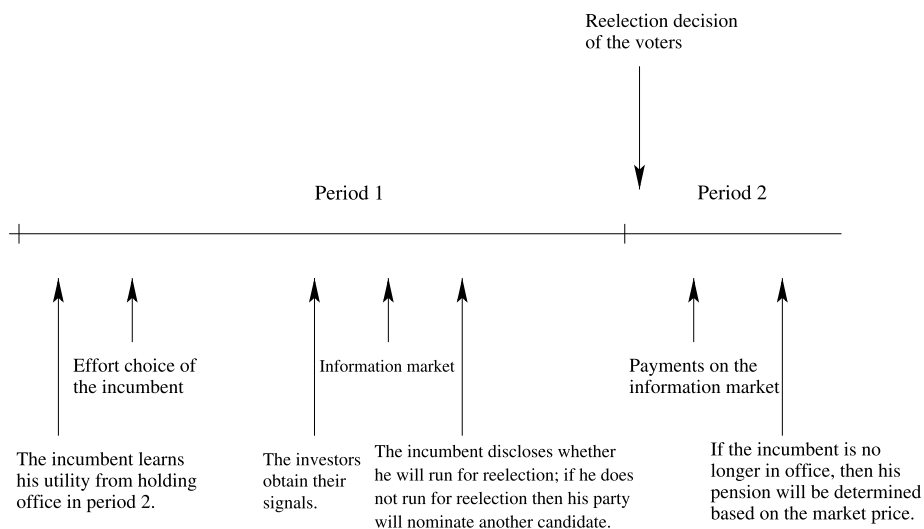 Reelection decision
of the voters
Period 1
Period 2
Effort choice of
the incumbent
Information market
Payments on the
information market
The incumbent learns
his utility from holding
office in period 2.
The investors
obtain their
signals.
The incumbent discloses whether
he will run for reelection; if he does
not run for reelection then his party
will nominate another candidate.
If the incumbent is no
longer in office, then his
pension will be determined
based on the market price.